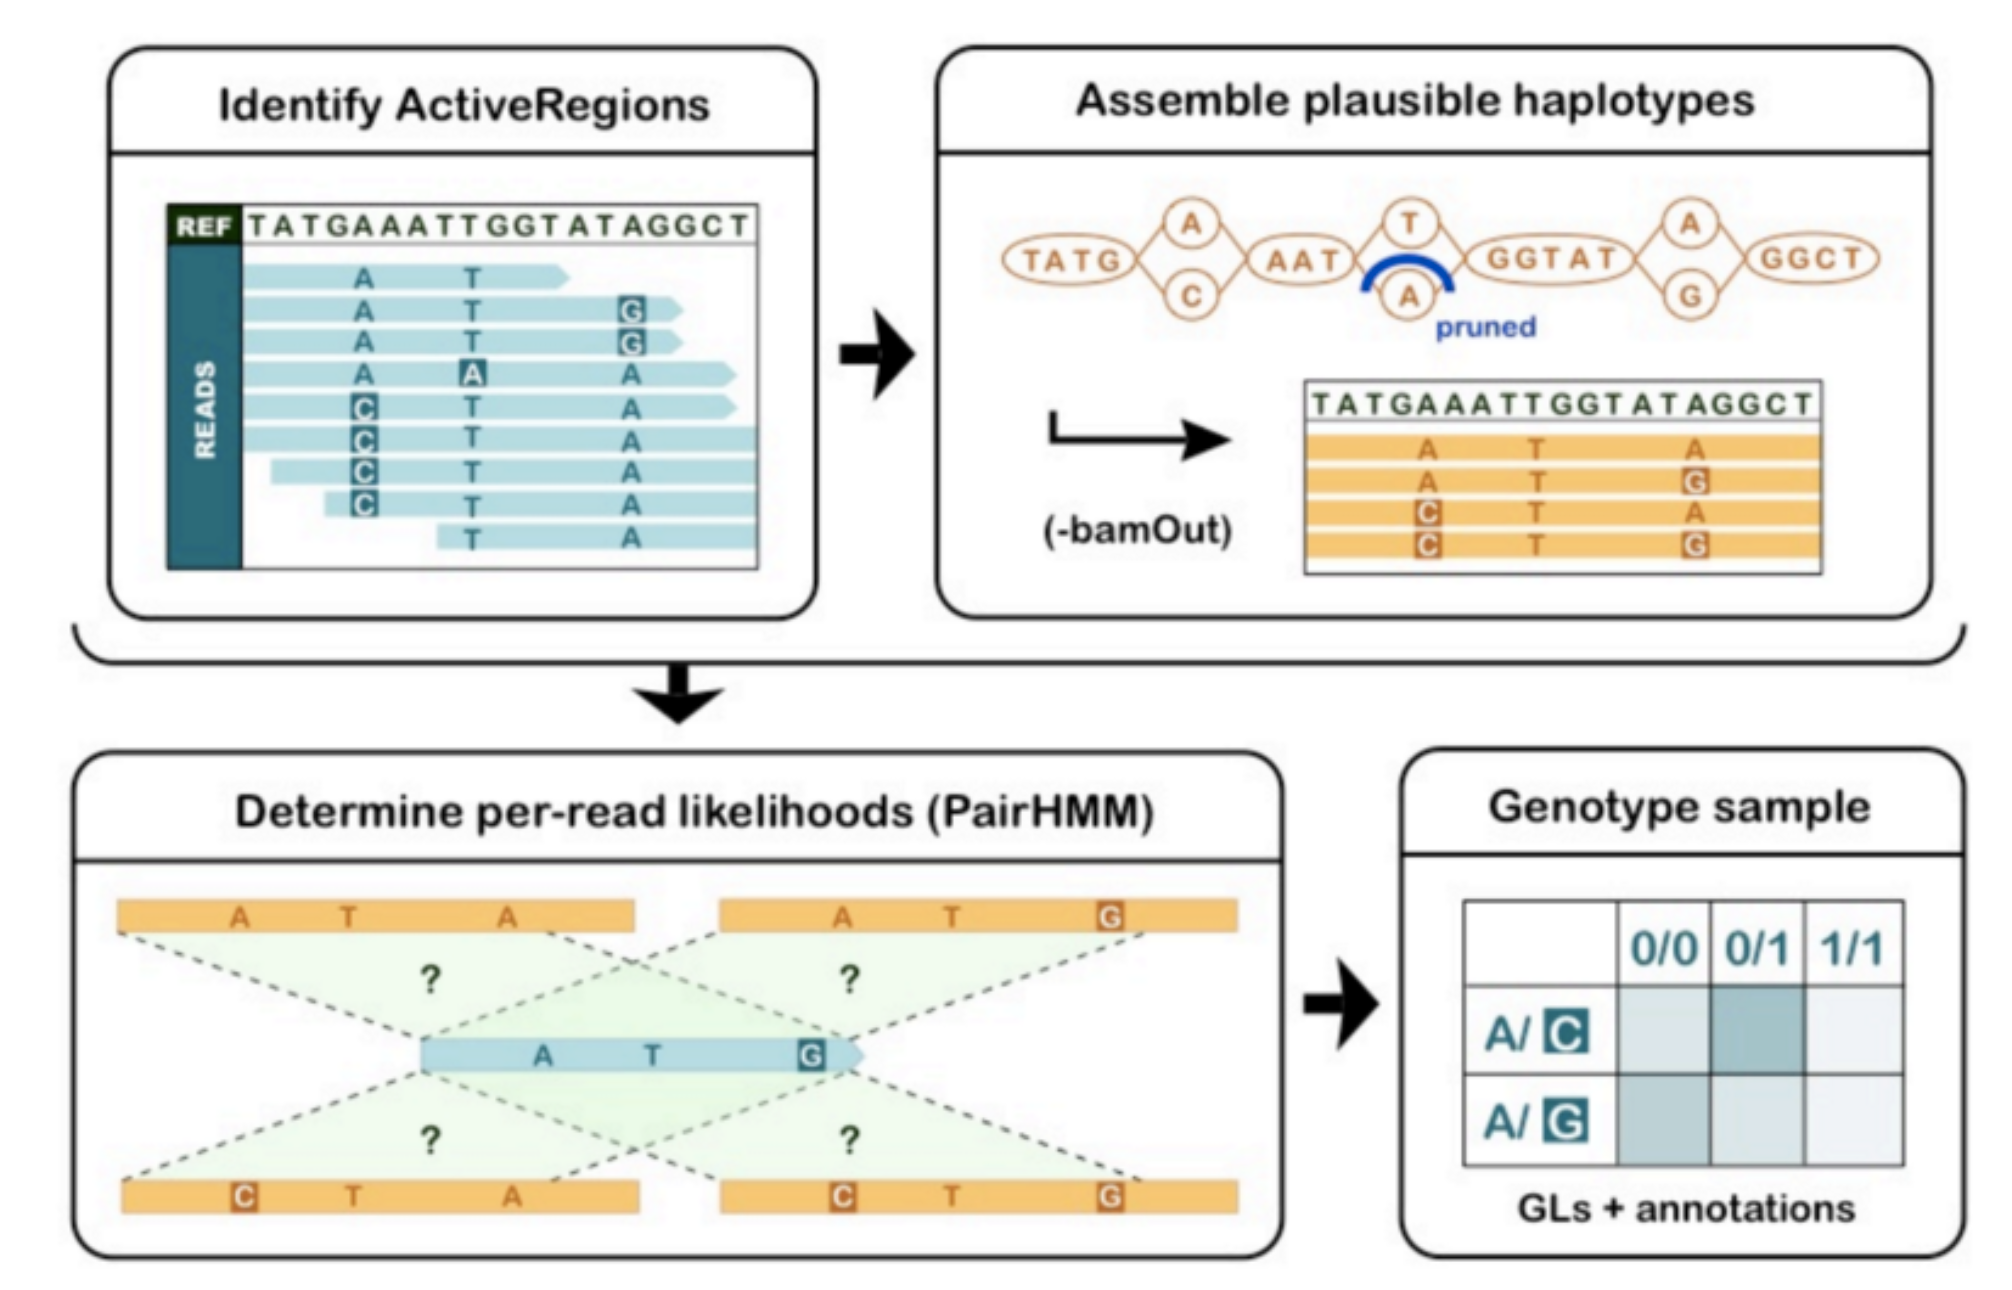 Identify ActiveRegions
REF TATGAAATTGGTATAGGCT
READS
A T
A T G
A T G
A A A
C T A
C T A
C T A
C T A
T A
Assemble plausible haplotypes
A T A
TATG AAT GGTAT GGCT
C A G
pruned
TATGAAATTGGTATAGGCT
A T A
A T G
C T A
C T G
(-bamOut)
Determine per-read likelihoods (PairHMM)
A T A A T G
? ?
A T G
? ?
C T A C T G
Genotype sample
0/0 0/1 1/1
A/ C
A/ G
GLs + annotations